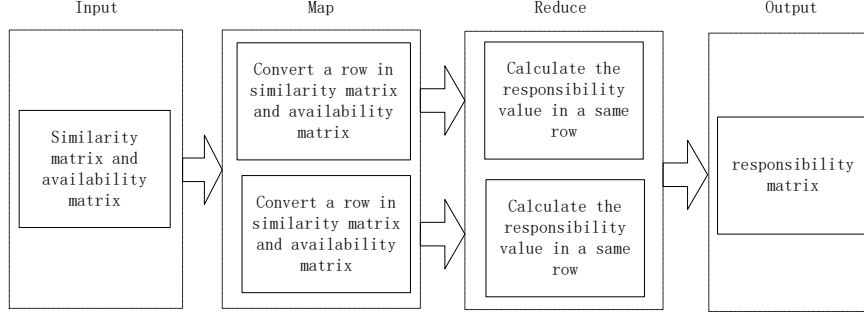 Input
Map
Reduce
Output
Similarity
matrix and
availability
matrix
Convert a row in
similarity matrix
and availability
matrix
Convert a row in
similarity matrix
and availability
matrix
Calculate the
responsibility
value in a same
row
Calculate the
responsibility
value in a same
row
responsibility
matrix